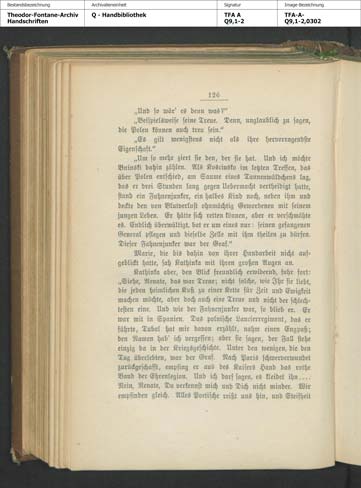 Bestandsbezeichnung
Theodor-Fontane-Archiv
Handschriften
Archivalieneinheit
Q - Handbibliothek
Signatur
TFA A
Q9,1-2
Image Bezeichnung
TFA-A-
Q9,1-2,0302
126
„Und so wär' es denn was?“
„Beispielsweise seine Treue. Denn, unglaublich zu sagen,
die Polen können auch treu sein.“
„Es gilt wenigstens nicht als ihre hervorragendste
Eigenschaft.“
„Um so mehr ziert sie den, der sie hat. Und ich möchte
Bninski dahin zählen. Als Kosciusko im letzten Treffen, das
über Polen entschied, am Saume eines Tannenwäldchens lag,
das er drei Stunden lang gegen Uebermacht vertheidigt hatte,
stand ein Fahnenjunker, ein halbes Kind noch, neben ihm und
deckte den von Blutverlust ohnmächtig Gewordenen mit seinem
jungen Leben. Er hätte sich retten können, aber er verschmähte
es. Endlich überwältigt, bat er um eines nur: seinen gefangenen
General pflegen und dieselbe Zelle mit ihm theilen zu dürfen.
Dieser Fahnenjunker war der Graf.“
Marie, die bis dahin von ihrer Handarbeit nicht auf-
geblickt hatte, sah Kathinka mit ihren großen Augen an.
Kathinka aber, den Blick freundlich erwidernd, fuhr fort:
„Siehe, Renate, das war Treue; nicht solche, wie Ihr sie liebt,
die jeden heimlichen Kuß zu einer Kette für Zeit und Ewigkeit
machen möchte, aber doch auch eine Treue und nicht der schlech-
testen eine. Und wie der Fahnenjunker war, so blieb er. Er
war mit in Spanien. Das polnische Lancierregiment, das er
führte, Tubal hat mir davon erzählt, nahm einen Engpaß;
den Namen hab' ich vergessen; aber sie sagen, der Fall stehe
einzig da in der Kriegsgeschichte. Unter den wenigen, die den
Tag überlebten, war der Graf. Nach Paris schwerverwundet
zurückgeschafft, empfing er aus des Kaisers Hand das rothe
Band der Ehrenlegion. Und ich darf sagen, es kleidet ihn....
Nein, Renate, Du verkennst mich und Dich nicht minder. Wir
empfinden gleich. Alles Poetische reißt uns hin, und Steifheit